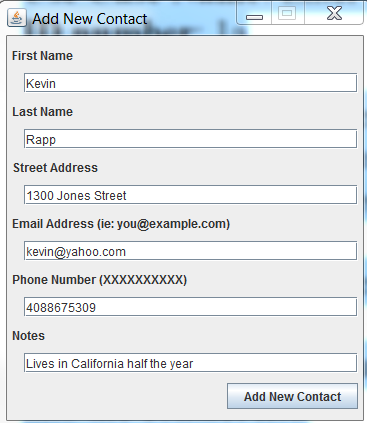 Add New Contact
First Name
Kevin
Last Name
Rapp
Street Address
1300 Jones Street
Email Address (ie: you@example.com)
kevin@yahoo.com
Phone Number (XXXXXXXXXX)
4088675309
Notes
Lives in California half the year
Add New Contact